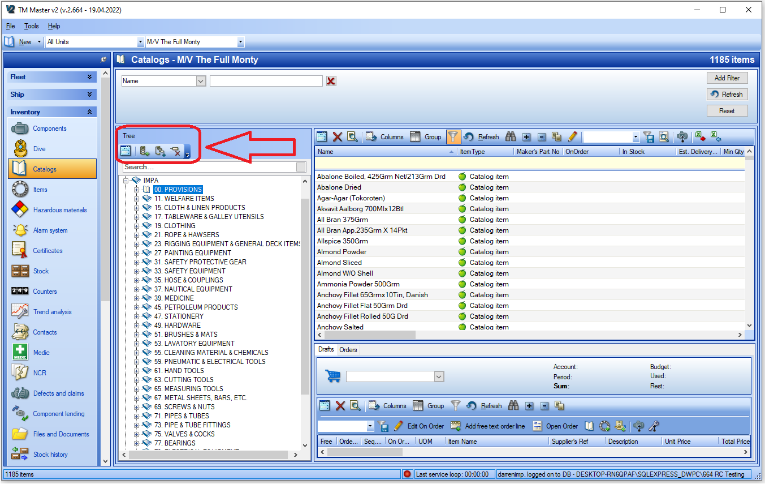 TM Master v2 (v.2.664 - 19.04.2022)
File Tools Help
New All Units M/V The Full Monty
Catalogs - M/V The Full Monty 1185 items
Fleet
Ship
Inventory
Components
Dive
Catalogs
Items
Hazardous materials
Alarm system
Certificates
Stock
Counters
Trend analysis
Contacts
Medic
NCR
Defects and claims
Component lending
Files and Documents
Stock history
Name
Add Filter
Refresh
Reset
Tree
Search...
IMPA
00. PROVISIONS
11. WELFARE ITEMS
15. CLOTH & LINEN PRODUCTS
17. TABLEWARE & GALLEY UTENSILS
19. CLOTHING
21. ROPE & HAWSERS
23. RIGGING EQUIPMENT & GENERAL DECK ITEMS
27. PAINTING EQUIPMENT
31. SAFETY PROTECTIVE GEAR
33. SAFETY EQUIPMENT
35. HOSE & COUPLINGS
37. NAUTICAL EQUIPMENT
39. MEDICINE
45. PETROLEUM PRODUCTS
47. STATIONERY
49. HARDWARE
51. BRUSHES & MATS
53. LAVATORY EQUIPMENT
55. CLEANING MATERIAL & CHEMICALS
59. PNEUMATIC & ELECTRICAL TOOLS
61. HAND TOOLS
63. CUTTING TOOLS
65. MEASURING TOOLS
67. METAL SHEETS, BARS, ETC.
69. SCREWS & NUTS
71. PIPES & TUBES
73. PIPE & TUBE FITTINGS
75. VALVES & COCKS
77. BEARINGS
Columns Group Refresh
Name Item Type Maker's Part No OnOrder In Stock Est. Delivery... Min Qty
Abalone Boiled, 425Grm Net/213Grm Drd Catalog item
Abalone Dried Catalog item
Agar-Agar (Tokoroten) Catalog item
Akvavit Aalborg 700Mlx12Btl Catalog item
All Bran 375Grm Catalog item
All Bran App.235Grm X 14Pkt Catalog item
Allspice 350Grm Catalog item
Almond Powder Catalog item
Almond Sliced Catalog item
Almond W/O Shell Catalog item
Ammonia Powder 500Grm Catalog item
Anchovy Fillet 65Grmx10Tin, Danish Catalog item
Anchovy Fillet Flat 50Grm Drd Catalog item
Anchovy Fillet Rolled 50G Drd Catalog item
Anchovy Salted Catalog item
Drafts Orders
Account: Budget:
Period: Used:
Sum: Rest:
Columns Group Refresh
Edit On Order Add free text order line Open Order
Free Orde... Seq... On Or... UOM Item Name Supplier's Ref Description Unit Price Total Price
1185 items Last service loop: 00:00:00 darrenimp. logged on to DB - DESKTOP-RN6QPAF\SQLEXPRESS_DWPC\664 RC Testing